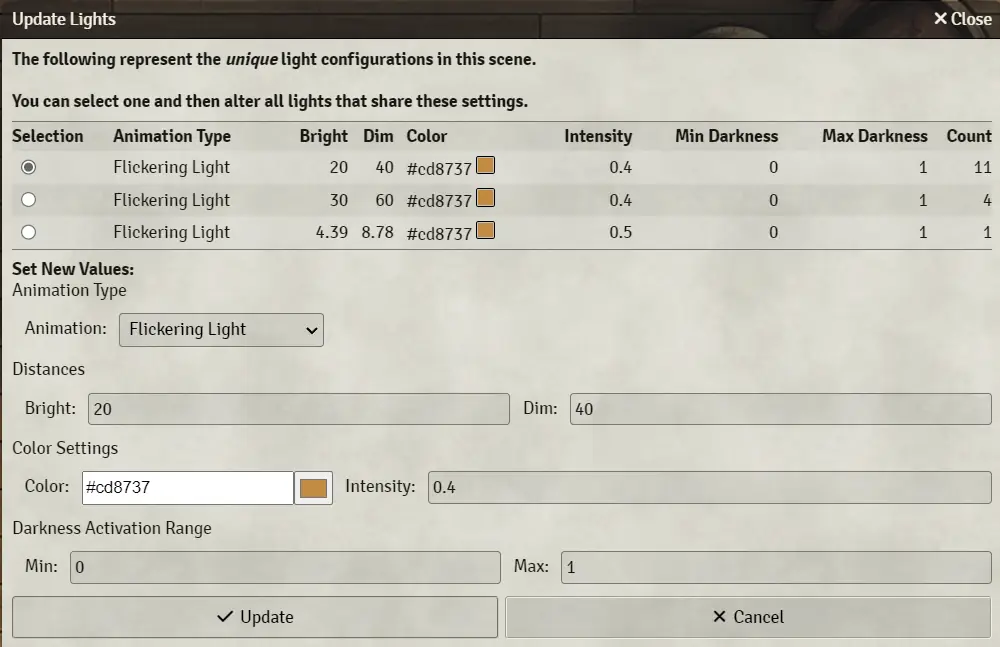 Update Lights ✕ Close
The following represent the unique light configurations in this scene.
You can select one and then alter all lights that share these settings.
Selection Animation Type Bright Dim Color Intensity Min Darkness Max Darkness Count
Flickering Light 20 40 #cd8737 0.4 0 1 11
Flickering Light 30 60 #cd8737 0.4 0 1 4
Flickering Light 4.39 8.78 #cd8737 0.5 0 1 1
Set New Values:
Animation Type
Animation: Flickering Light
Distances
Bright: 20 Dim: 40
Color Settings
Color: #cd8737 Intensity: 0.4
Darkness Activation Range
Min: 0 Max: 1
✓ Update ✕ Cancel